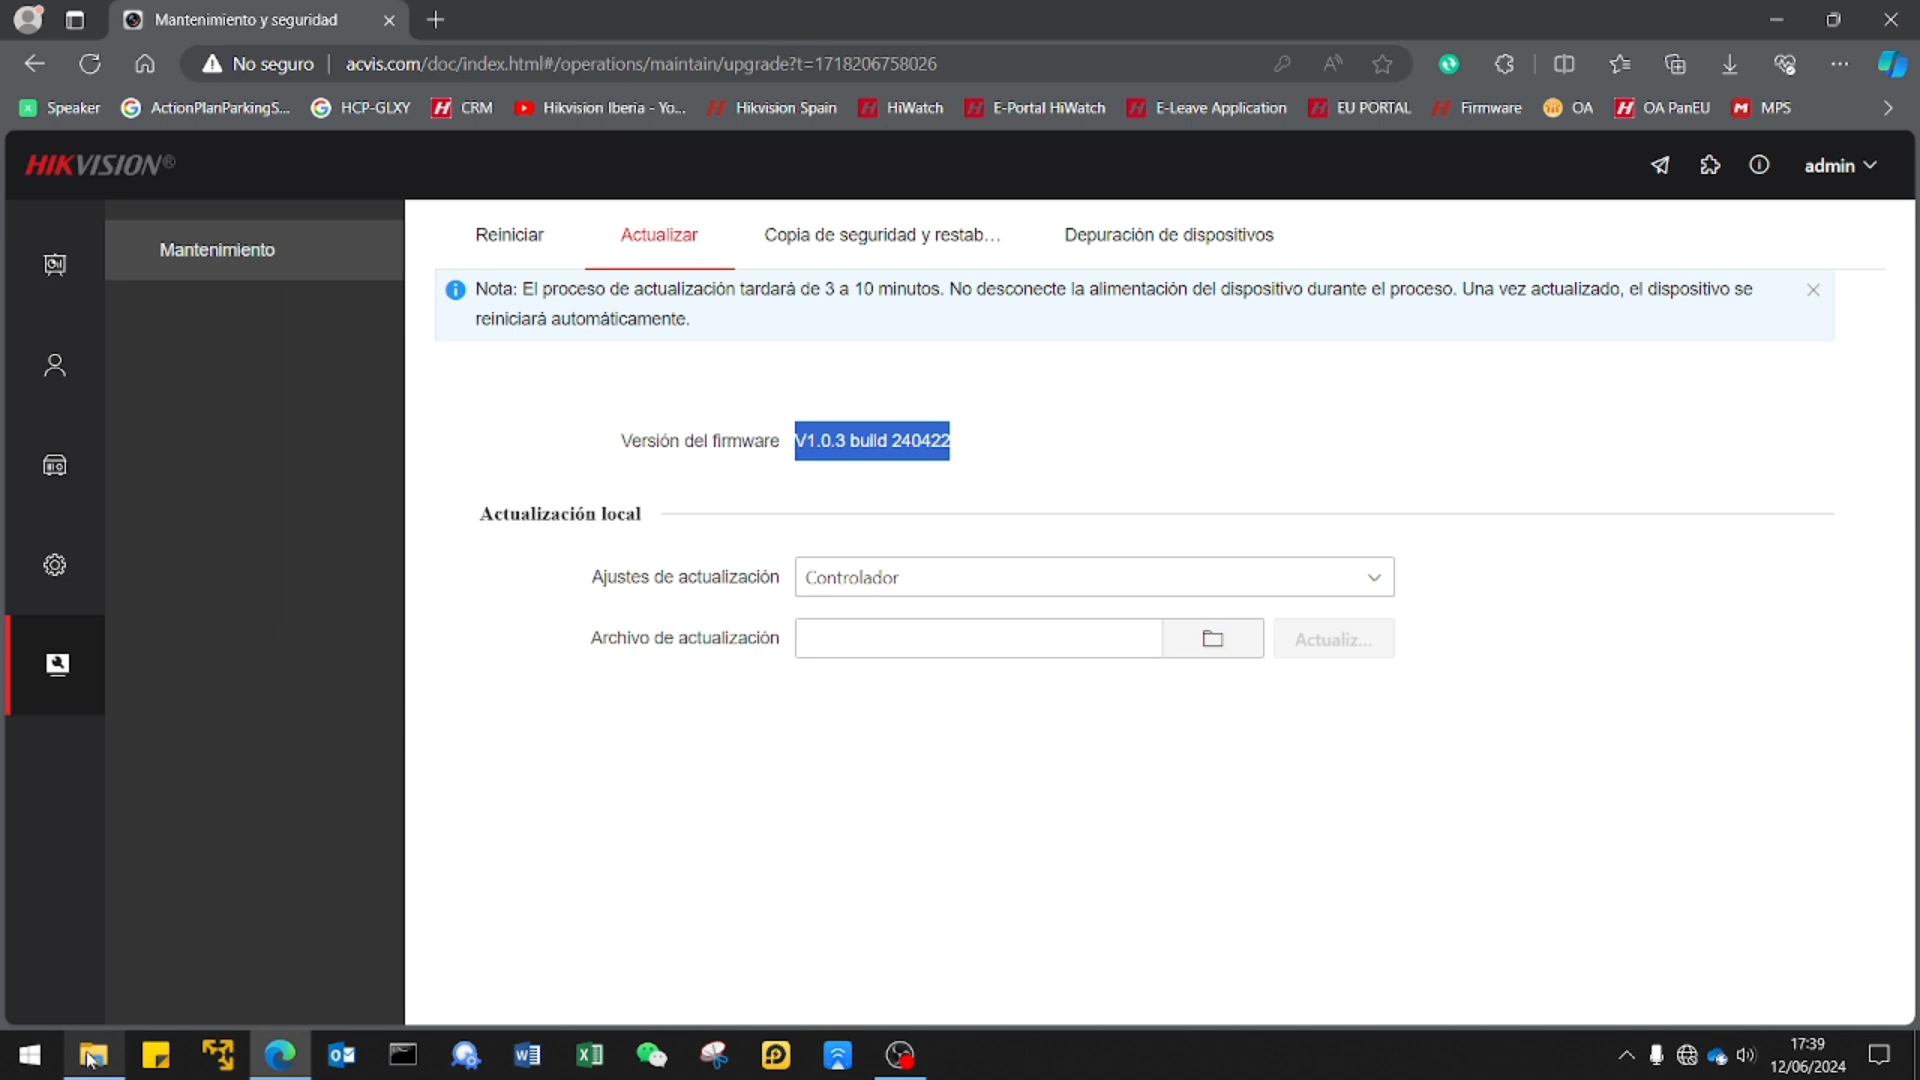 Mantenimiento y seguridad
No seguro
acvis.com/doc/index.html#/operations/maintain/upgrade?t=1718206758026
Speaker
ActionPlanParkingS...
HCP-GLXY
CRM
Hikvision Iberia - Yo...
Hikvision Spain
HiWatch
E-Portal HiWatch
E-Leave Application
EU PORTAL
Firmware
OA
OA PanEU
MPS
HIKVISION®
admin
Mantenimiento
Reiniciar
Actualizar
Copia de seguridad y restab...
Depuración de dispositivos
Nota: El proceso de actualización tardará de 3 a 10 minutos. No desconecte la alimentación del dispositivo durante el proceso. Una vez actualizado, el dispositivo se
reiniciará automáticamente.
Versión del firmware V1.0.3 build 240422
Actualización local
Ajustes de actualización Controlador
Archivo de actualización Actualiz...
17:39
12/06/2024